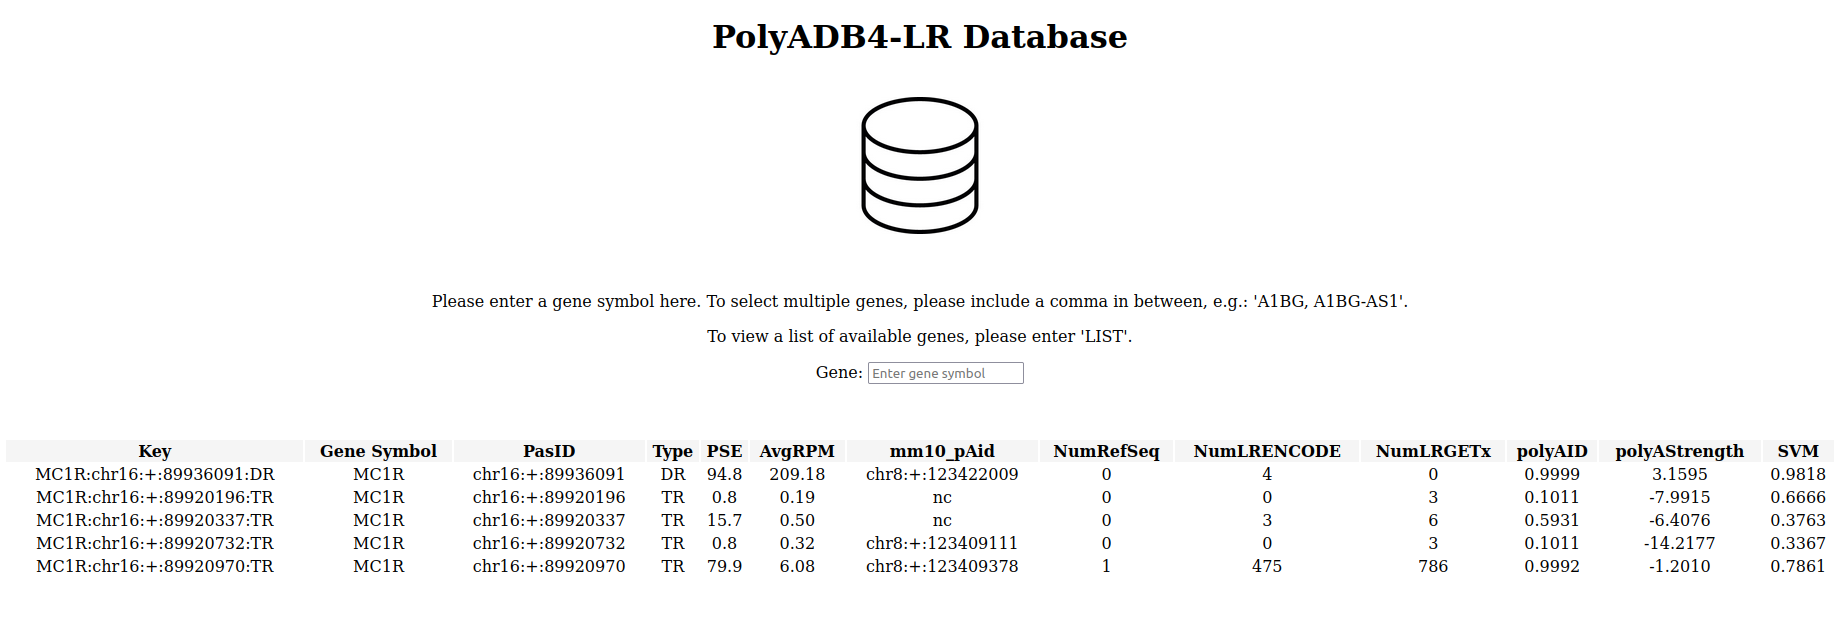 PolyADB4-LR Database
Please enter a gene symbol here. To select multiple genes, please include a comma in between, e.g.: 'A1BG, A1BG-AS1'.
To view a list of available genes, please enter 'LIST'.
Gene: Enter gene symbol
Key Gene Symbol PasID Type PSE AvgRPM mm10_pAid NumRefSeq NumLRENCODE NumLRGETx polyAID polyAStrength SVM
MC1R:chr16:+:89936091:DR MC1R chr16:+:89936091 DR 94.8 209.18 chr8:+:123422009 0 4 0 0.9999 3.1595 0.9818
MC1R:chr16:+:89920196:TR MC1R chr16:+:89920196 TR 0.8 0.19 nc 0 0 3 0.1011 -7.9915 0.6666
MC1R:chr16:+:89920337:TR MC1R chr16:+:89920337 TR 15.7 0.50 nc 0 3 6 0.5931 -6.4076 0.3763
MC1R:chr16:+:89920732:TR MC1R chr16:+:89920732 TR 0.8 0.32 chr8:+:123409111 0 0 3 0.1011 -14.2177 0.3367
MC1R:chr16:+:89920970:TR MC1R chr16:+:89920970 TR 79.9 6.08 chr8:+:123409378 1 475 786 0.9992 -1.2010 0.7861